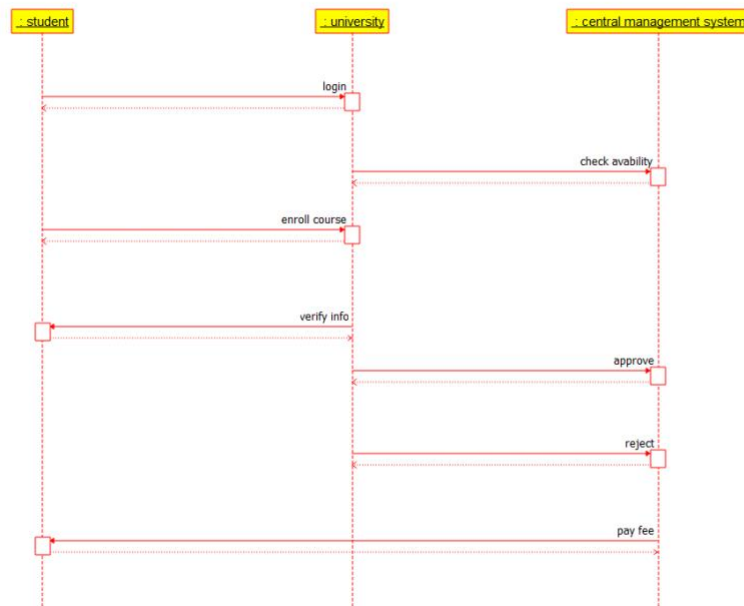 : student
: university
: central management system
login
check avability
enroll course
verify info
approve
reject
pay fee